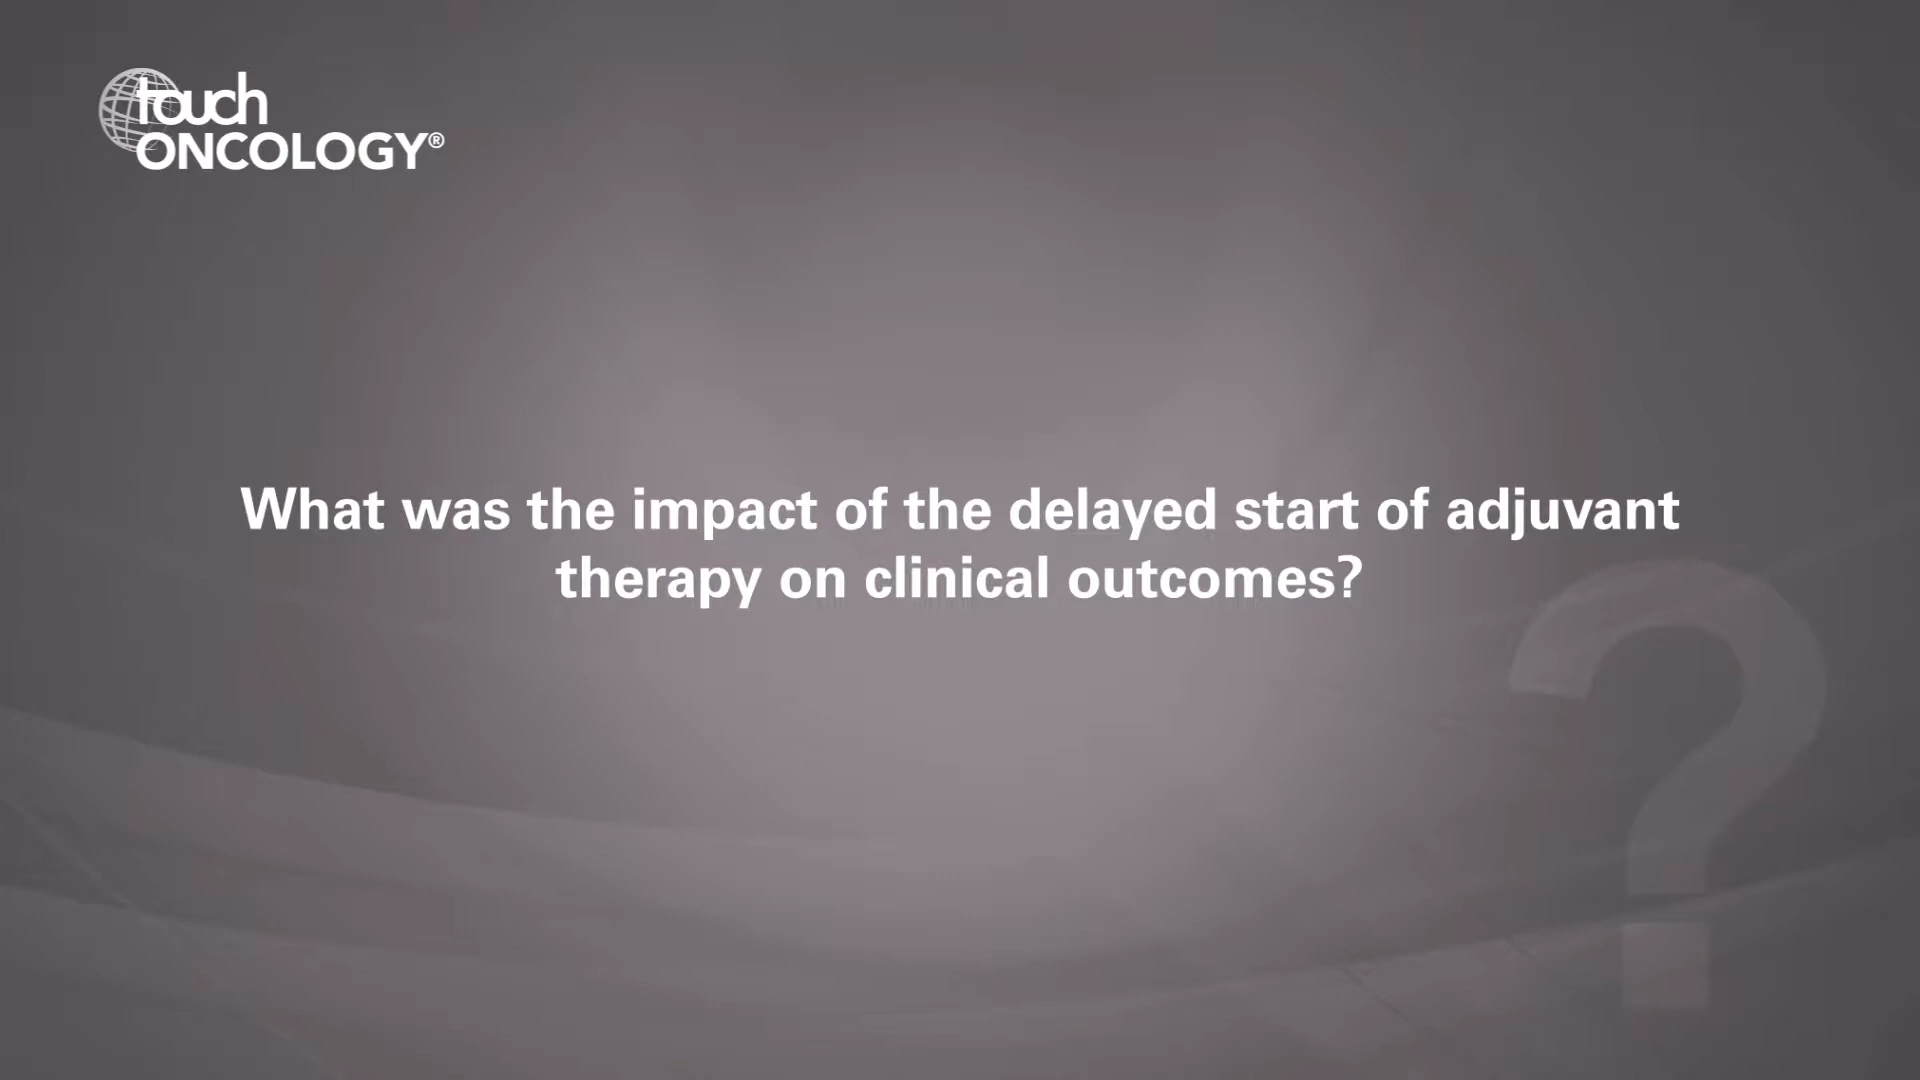 touch
ONCOLOGY®
What was the impact of the delayed start of adjuvant
therapy on clinical outcomes?
?